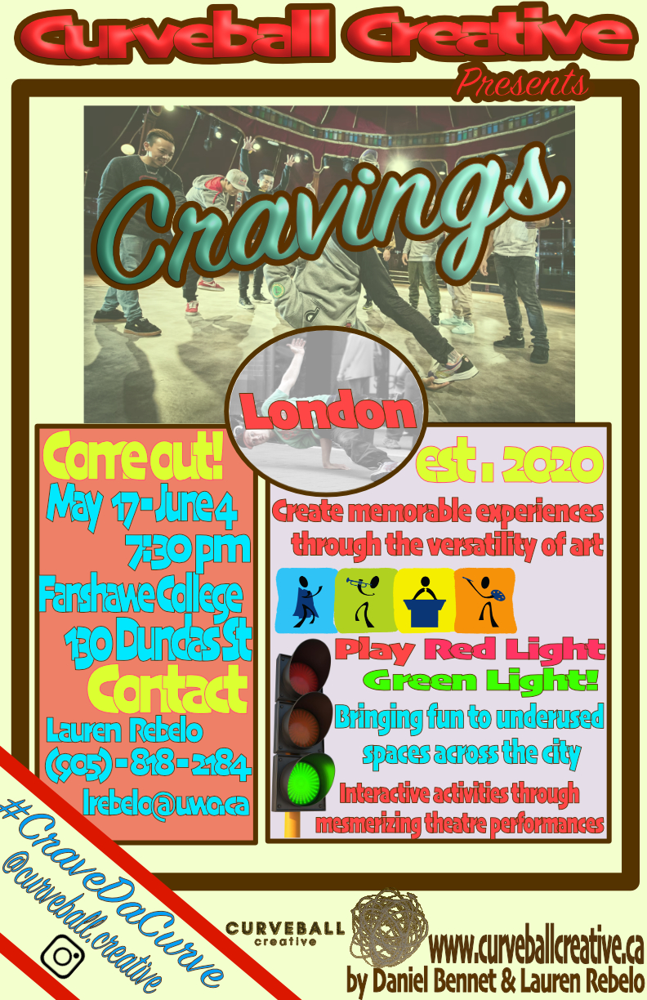 Curveball Creative
Presents
Cravings
London
Come out!
May 17-June 4
7:30 pm
Fanshawe College
130 Dundas St
Contact
Lauren Rebelo
(905)-818-2184
lrebelo@uwo.ca
est. 2020
Create memorable experiences
through the versatility of art
Play Red Light
Green Light!
Bringing fun to underused
spaces across the city
Interactive activities through
mesmerizing theatre performances
#CraveDaCurve
@curveball.creative
CURVEBALL
creative
www.curveballcreative.ca
by Daniel Bennet & Lauren Rebelo